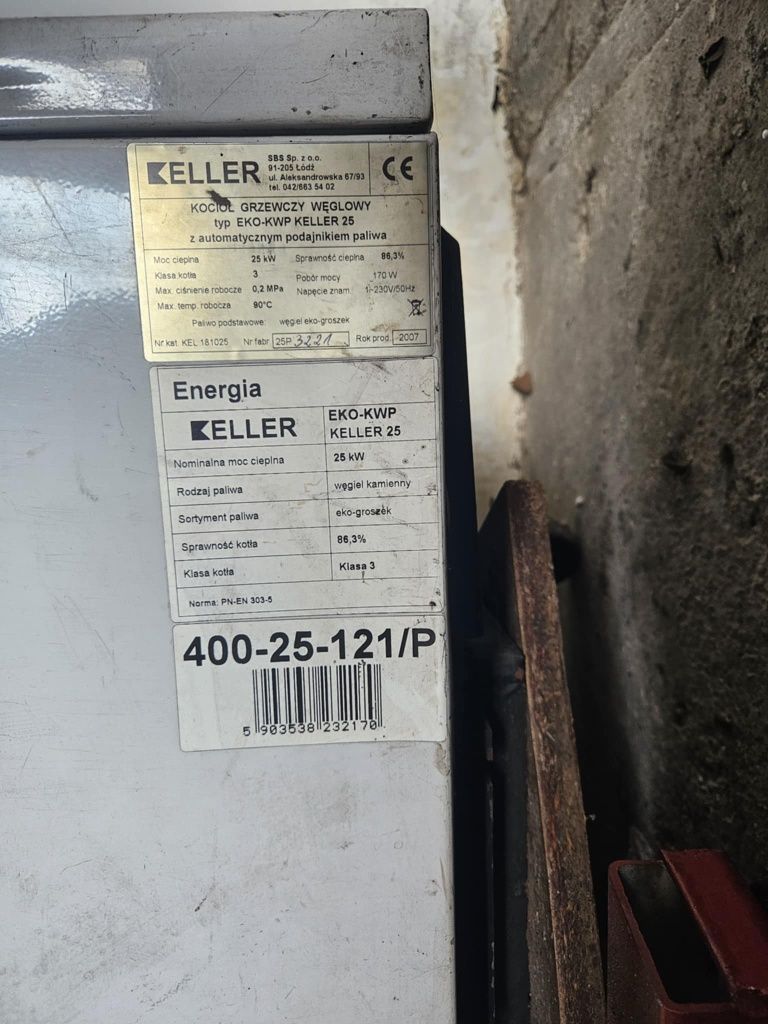 KELLER
SBS Sp. z o.o.
91-205 Łódź
ul. Aleksandrowska 67/93
tel. 042/663 54 02
CE
KOCIOŁ GRZEWCZY WĘGLOWY
typ EKO-KWP KELLER 25
z automatycznym podajnikiem paliwa
Moc cieplna 25 kW Sprawność cieplna 86,3%
Klasa kotła 3 Pobór mocy 170 W
Max. ciśnienie robocze 0,2 MPa Napięcie znam. 1~230V/50Hz
Max. temp. robocza 90°C
Paliwo podstawowe: węgiel eko-groszek
Nr kat. KEL 181025 Nr fabr 25P 3221 Rok prod. 2007
Energia
KELLER EKO-KWP
KELLER 25
Nominalna moc cieplna 25 kW
Rodzaj paliwa węgiel kamienny
Sortyment paliwa eko-groszek
Sprawność kotła 86,3%
Klasa kotła Klasa 3
Norma: PN-EN 303-5
400-25-121/P
5 903538 232170